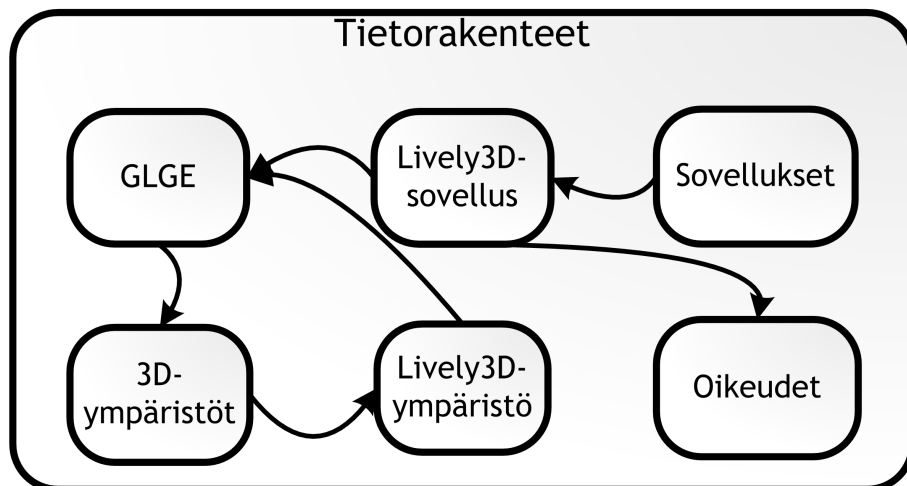 Tietorakenteet
GLGE
Lively3D-
sovellus
Sovellukset
3D-
ympäristöt
Lively3D-
ympäristö
Oikeudet